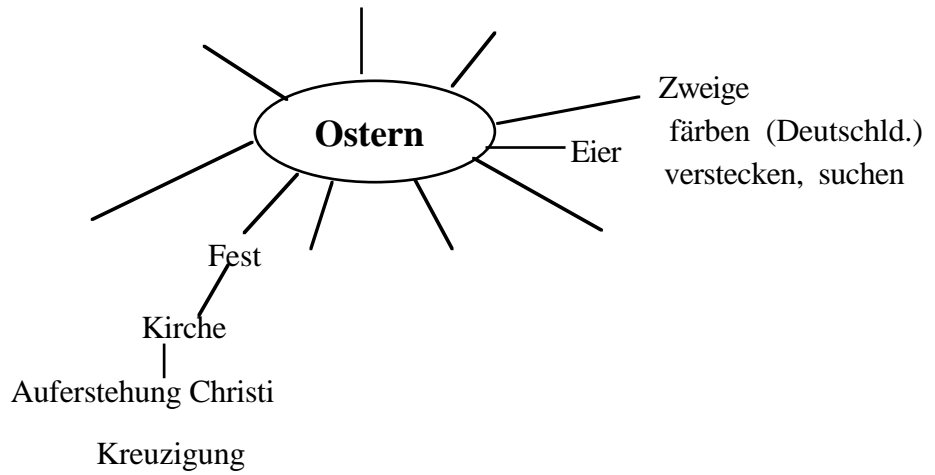 Zweige
färben (Deutschld.)
Ostern
Eier
verstecken, suchen
Fest
Kirche
Auferstehung Christi
Kreuzigung